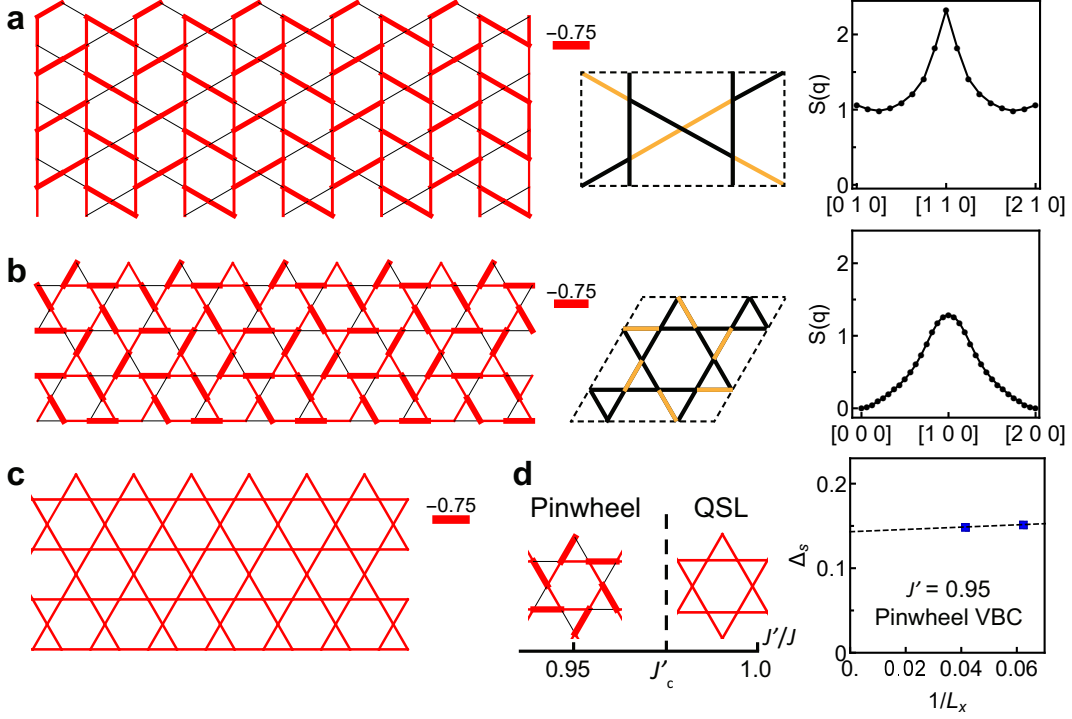 a
−0.75
2
1
0
S(q)
[0 1 0] [1 1 0] [2 1 0]
b
−0.75
2
1
0
S(q)
[0 0 0] [1 0 0] [2 0 0]
c
−0.75
d
Pinwheel QSL
J′/J
0.95 J′c 1.0
0.2
0.1
0
Δs
J′ = 0.95
Pinwheel VBC
0. 0.02 0.04 0.06
1/Lx